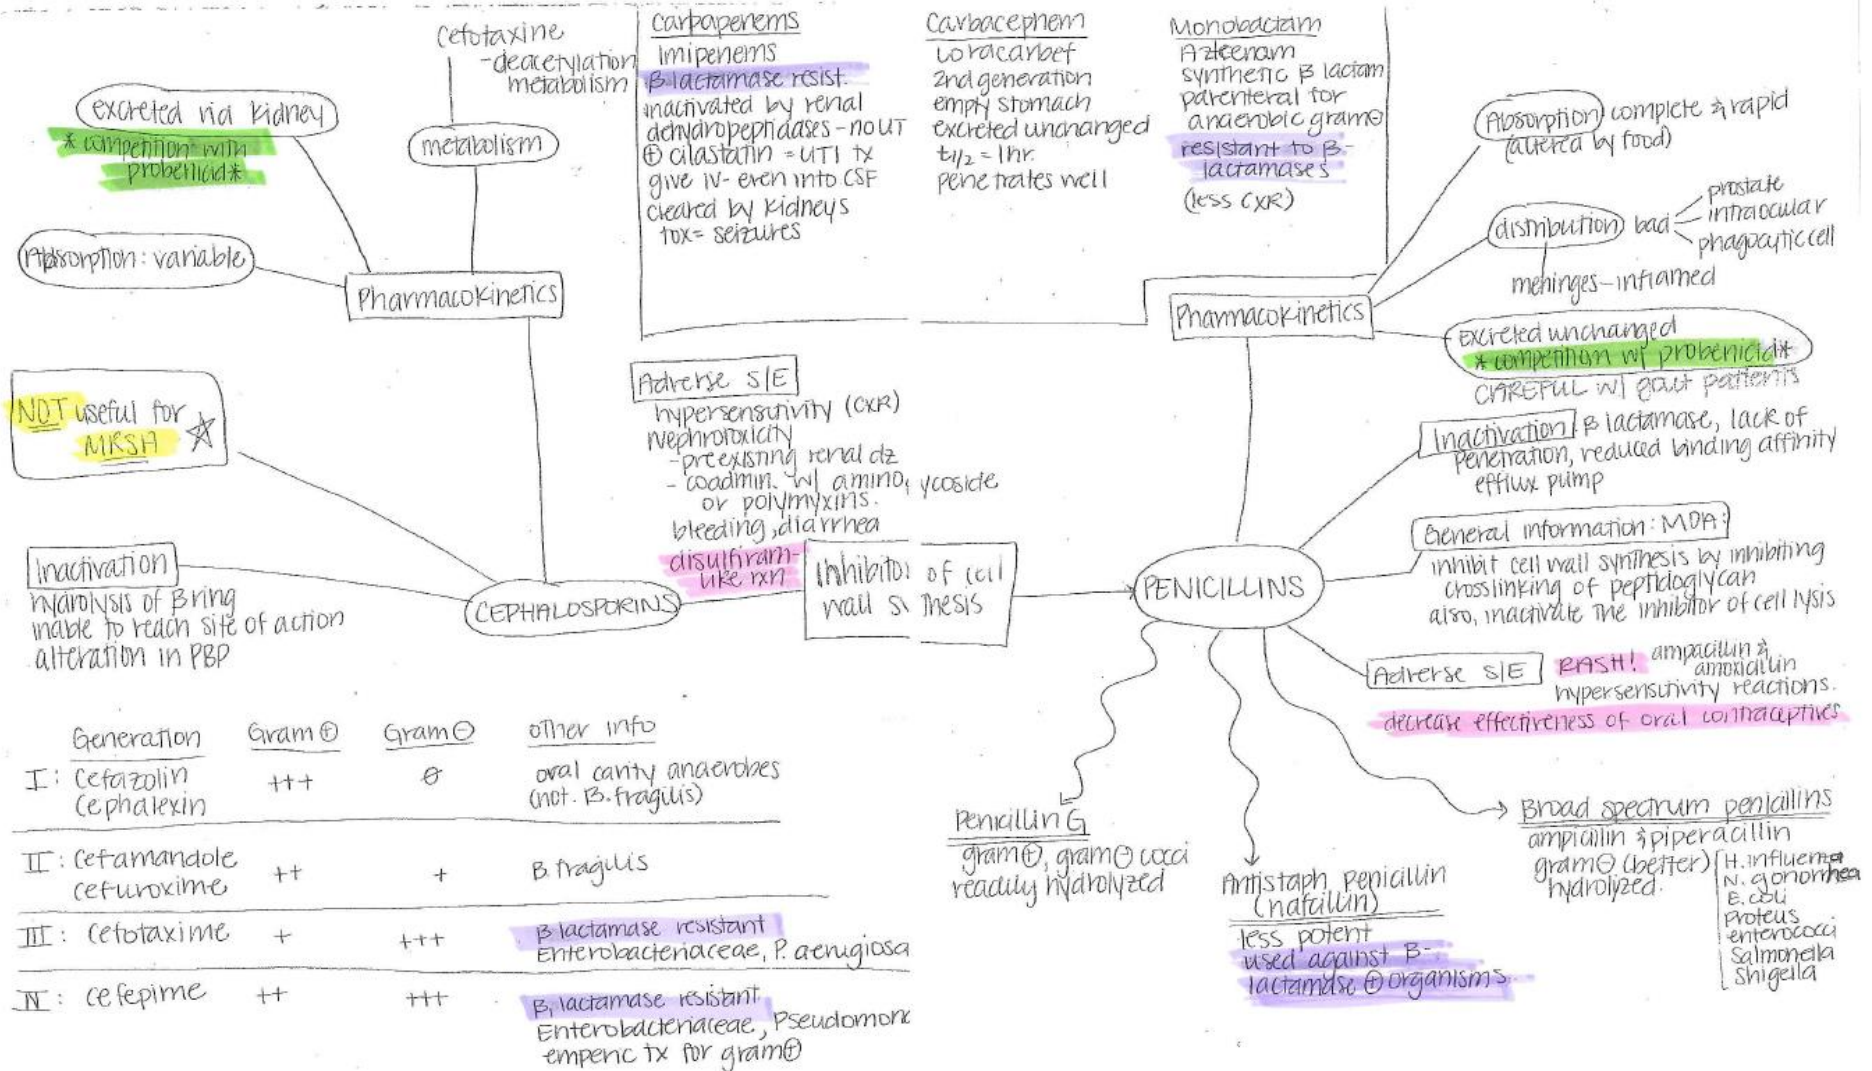 Cefotaxine
-deacetylation
metabolism
metabolism
excreted via kidney
* competition with
probenicid*
Absorption: variable
Pharmacokinetics
Carbapenems
Imipenems
β lactamase resist.
inactivated by renal
dehydropeptidases - no UT
⊕ cilastatin = UTI tx
give IV- even into CSF
cleared by kidneys
tox= seizures
Carbacephem
Loracarbef
2nd generation
empty stomach
excreted unchanged
t1/2 = 1hr.
penetrates well
Monobactam
Azteenam
synthetic β lactam
parenteral for
anaerobic gram⊖
resistant to β-
lactamases
(less CXR)
Pharmacokinetics
Absorption complete & rapid
(altered by food)
distribution bad
prostate
intraocular
phagocytic cell
meninges-inflamed
excreted unchanged
* competition w/ probenicid*
CAREFUL w/ gout patients
NOT useful for
MRSA ☆
Adverse S/E
hypersensitivity (CXR)
Nephrotoxicity
-preexisting renal dz
- coadmin. w/ amino ycoside
or polymyxins.
bleeding, diarrhea
disulfiram-
like rxn
Inactivation
hydrolysis of β ring
inable to reach site of action
alteration in PBP
CEPHALOSPORINS
Inhibitor of cell
wall s thesis
PENICILLINS
Inactivation β lactamase, lack of
penetration, reduced binding affinity
efflux pump
General information: MOA:
inhibit cell wall synthesis by inhibiting
crosslinking of peptidoglycan
also, inactivate the inhibitor of cell lysis
Adverse S/E RASH! ampacillin &
amoxicillin
hypersensitivity reactions.
decrease effectiveness of oral contraceptives
Generation Gram ⊕ Gram ⊖ other info
I: Cefazolin +++ θ oral cavity anaerobes
Cephalexin (not. B. fragilis)
II: Cefamandole ++ + B. fragilis
cefuroxime
III: Cefotaxime + +++ β lactamase resistant
Enterobacteriaceae, P. aerugiosa
IV: cefepime ++ +++ β, lactamase resistant
Enterobacteriaceae, Pseudomon
emperic tx for gram⊕
Penicillin G
gram⊕, gram⊖ cocci
readily hydrolyzed
Antistaph penicillin
(nafcillin)
less potent
used against β-
lactamase ⊕ organisms
Broad spectrum penicillins
ampicillin & piperacillin
gram⊖ (better)
hydrolized.
H. influenza
N. gonorrhea
E. coli
Proteus
enterococci
Salmonella
Shigella